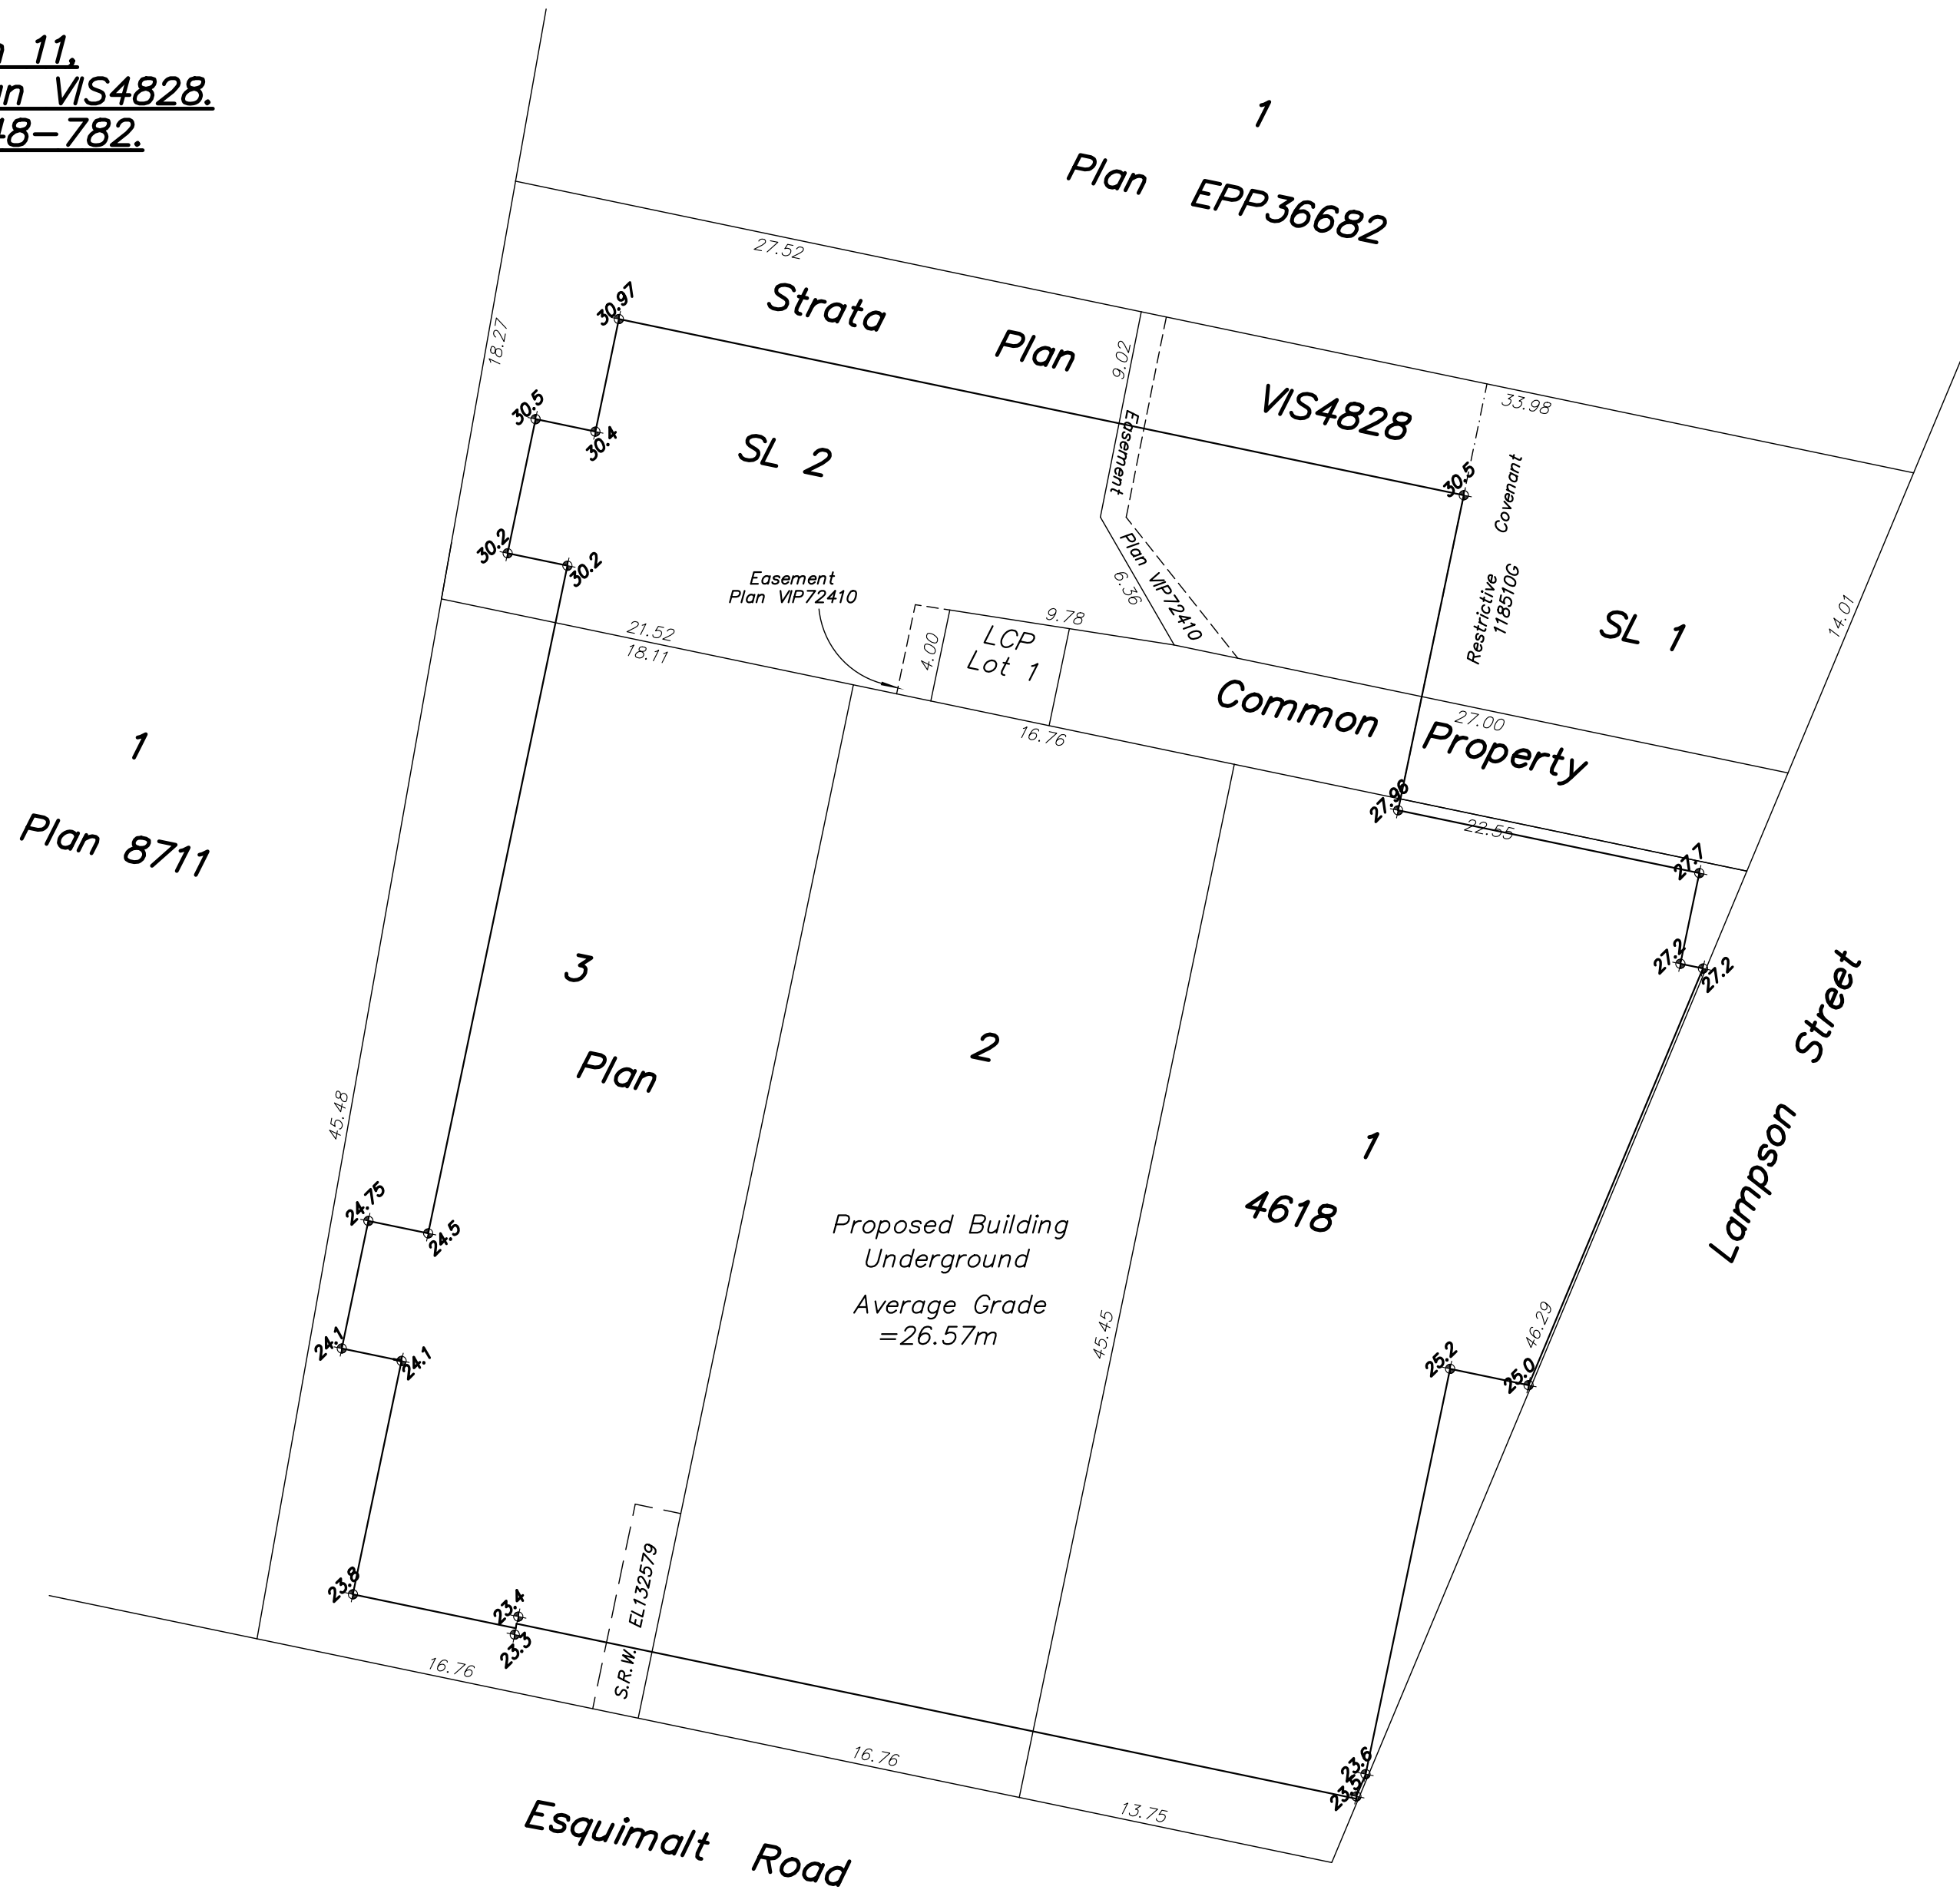 11,
VIS4828.
48-782.
1
Plan EPP36682
27.52
Strata Plan VIS4828
33.98
18.27
30.97
30.5
30.4
9.02
Easement
Plan VIP72410
6.36
SL 2
30.2
30.2
30.5
Restrictive Covenant
118510G
SL 1
14.01
Easement
Plan VIP72410
21.52
18.11
4.00
LCP
Lot 1
9.78
16.76
Common Property
27.00
27.96
22.55
27.7
27.2
27.2
1
Plan 8711
3
Plan
2
1
4618
Lampson Street
45.48
24.75
24.5
24.1
24.1
Proposed Building
Underground
Average Grade
=26.57m
45.45
46.29
25.2
25.0
23.8
23.4
S.R.W. EL132579
23.6
16.76
16.76
13.75
Esquimalt Road